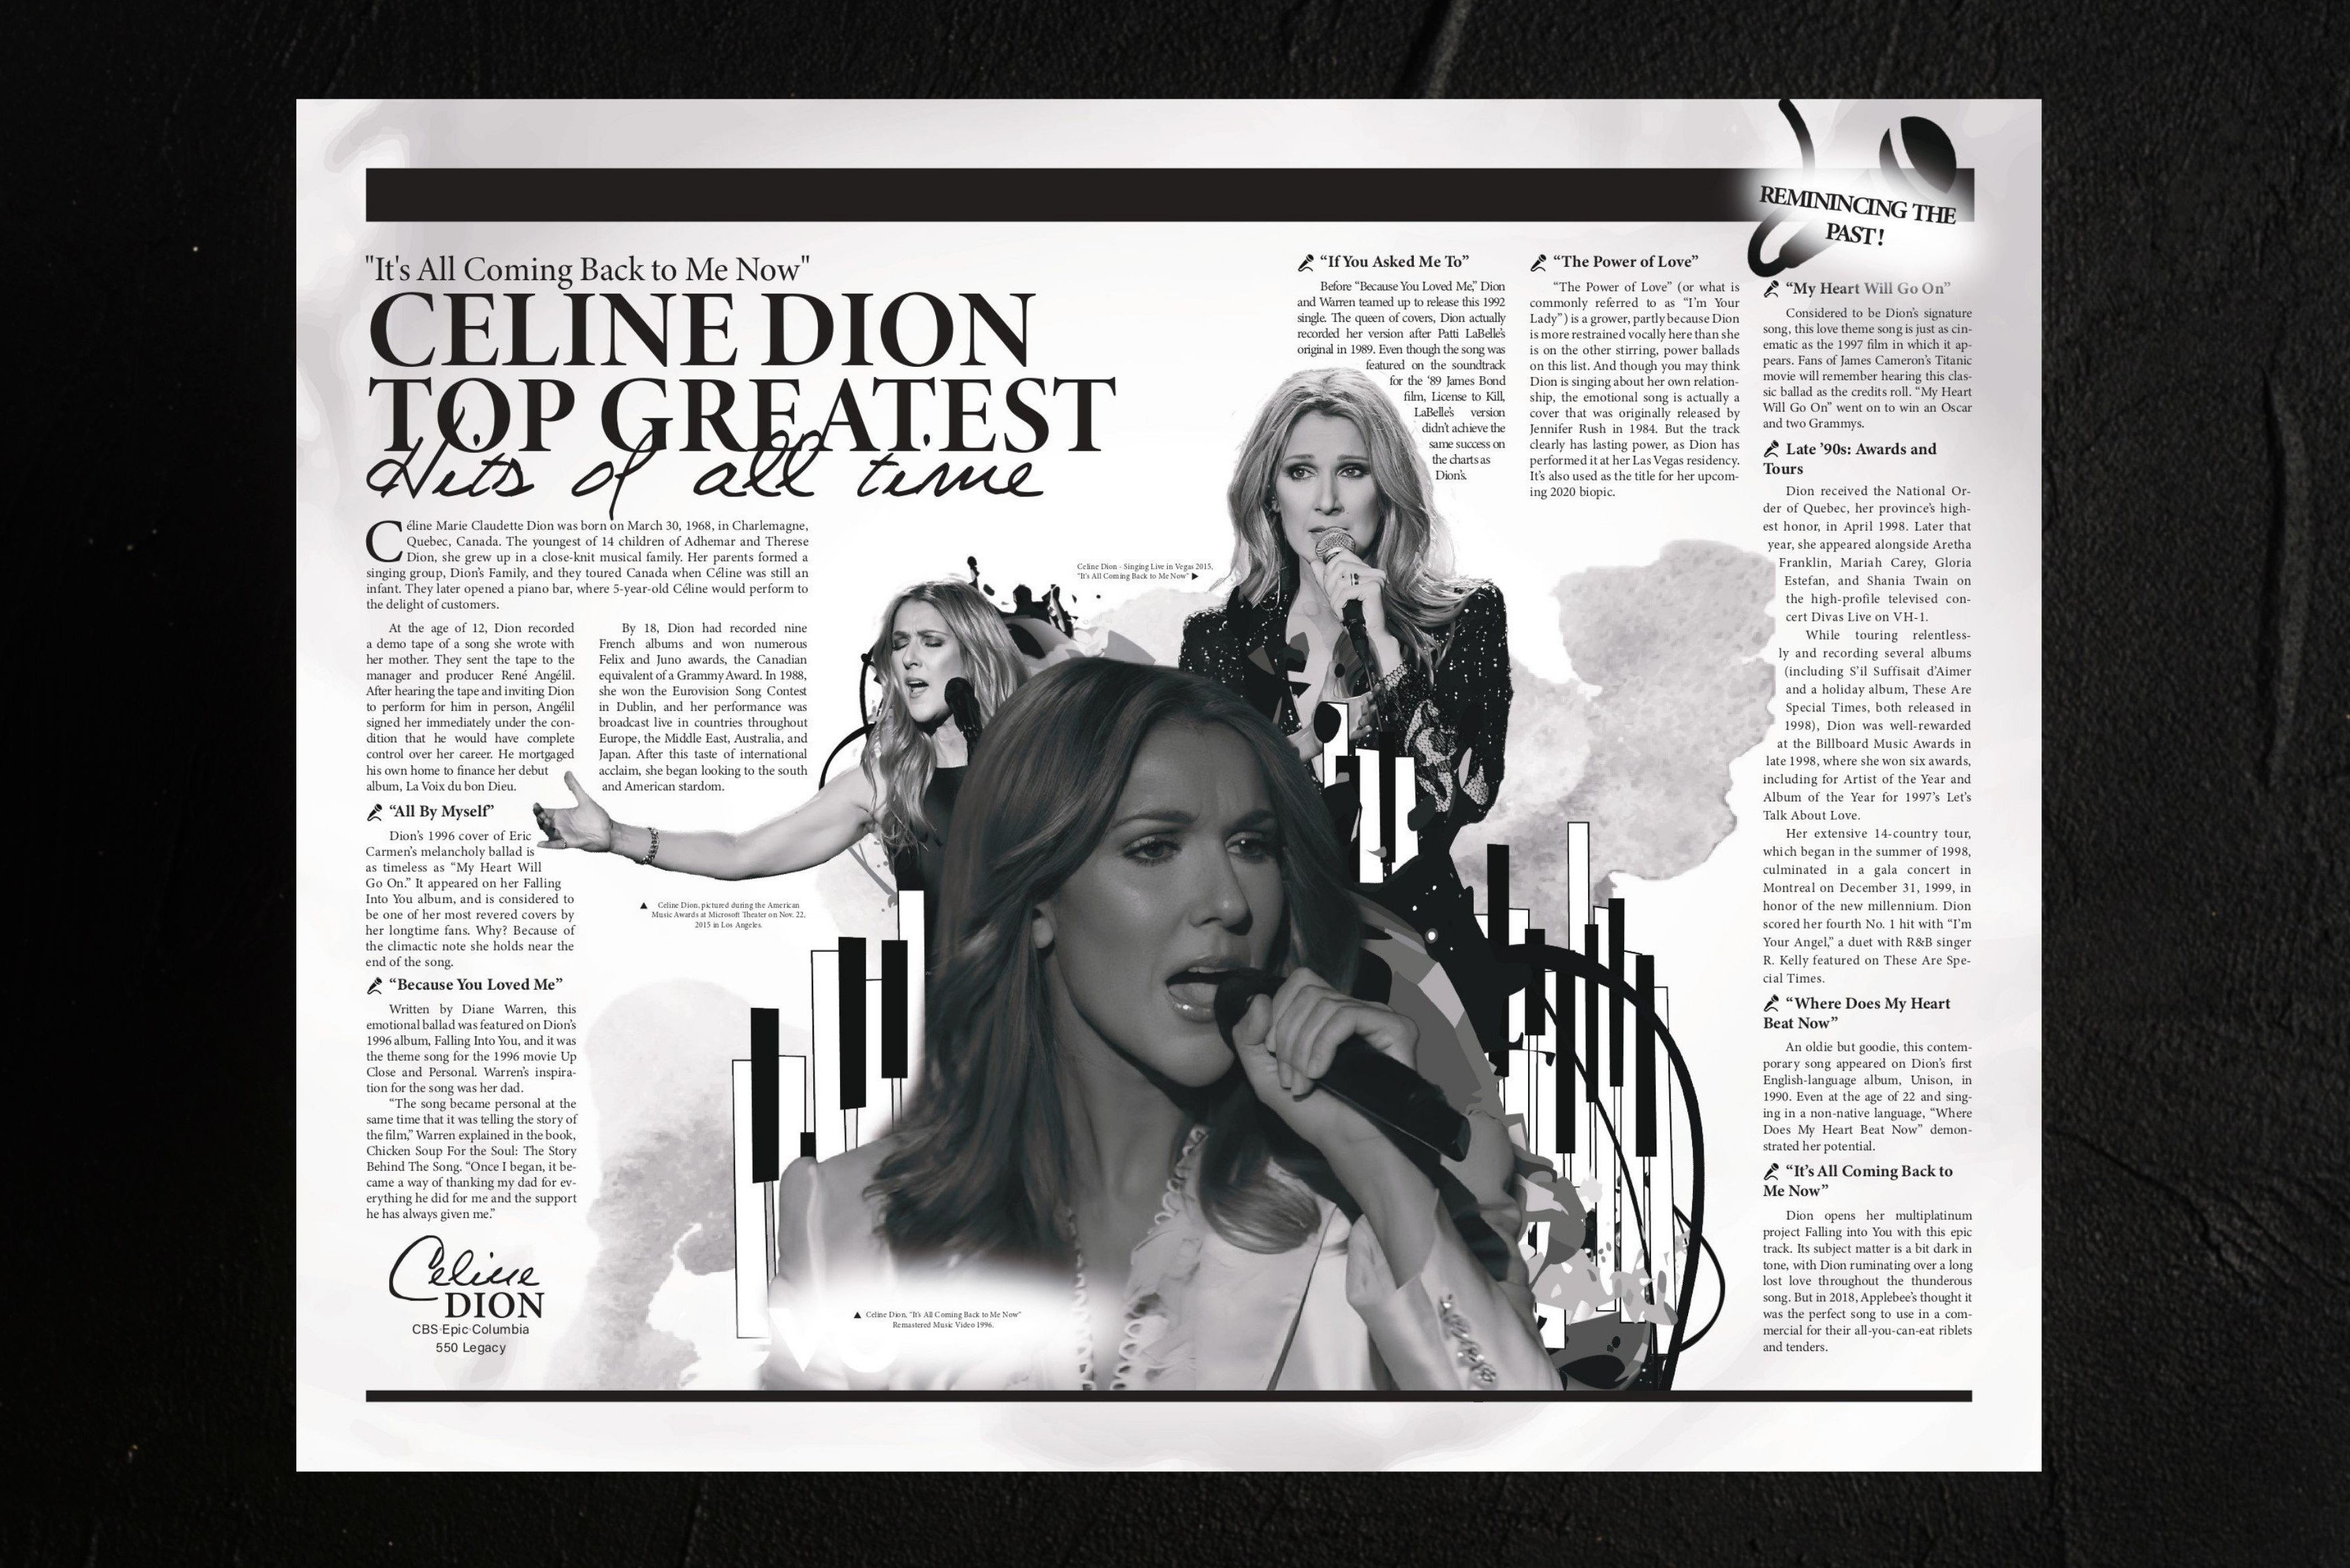 REMININCING THE
PAST!
"It's All Coming Back to Me Now"
CELINE DION
TOP GREATEST
Hits of all time
Céline Marie Claudette Dion was born on March 30, 1968, in Charlemagne,
Quebec, Canada. The youngest of 14 children of Adhemar and Therese
Dion, she grew up in a close-knit musical family. Her parents formed a
singing group, Dion's Family, and they toured Canada when Céline was still an
infant. They later opened a piano bar, where 5-year-old Céline would perform to
the delight of customers.
At the age of 12, Dion recorded
a demo tape of a song she wrote with
her mother. They sent the tape to the
manager and producer René Angélil.
After hearing the tape and inviting Dion
to perform for him in person, Angélil
signed her immediately under the con-
dition that he would have complete
control over her career. He mortgaged
his own home to finance her debut
album, La Voix du bon Dieu.
By 18, Dion had recorded nine
French albums and won numerous
Felix and Juno awards, the Canadian
equivalent of a Grammy Award. In 1988,
she won the Eurovision Song Contest
in Dublin, and her performance was
broadcast live in countries throughout
Europe, the Middle East, Australia, and
Japan. After this taste of international
acclaim, she began looking to the south
and American stardom.
“All By Myself”
Dion's 1996 cover of Eric
Carmen's melancholy ballad is
as timeless as “My Heart Will
Go On.” It appeared on her Falling
Into You album, and is considered to
be one of her most revered covers by
her longtime fans. Why? Because of
the climactic note she holds near the
end of the song.
“Because You Loved Me”
Written by Diane Warren, this
emotional ballad was featured on Dion's
1996 album, Falling Into You, and it was
the theme song for the 1996 movie Up
Close and Personal. Warren's inspira-
tion for the song was her dad.
“The song became personal at the
same time that it was telling the story of
the film,” Warren explained in the book,
Chicken Soup For the Soul: The Story
Behind The Song. “Once I began, it be-
came a way of thanking my dad for ev-
erything he did for me and the support
he has always given me.”
Celine
DION
CBS·Epic·Columbia
550 Legacy
▲ Celine Dion, pictured during the American
Music Awards at Microsoft Theater on Nov. 22,
2015 in Los Angeles.
Celine Dion - Singing Live in Vegas 2015,
"It's All Coming Back to Me Now" ▶
▲ Celine Dion, "It's All Coming Back to Me Now"
Remastered Music Video 1996.
“If You Asked Me To”
Before “Because You Loved Me,” Dion
and Warren teamed up to release this 1992
single. The queen of covers, Dion actually
recorded her version after Patti LaBelle's
original in 1989. Even though the song was
featured on the soundtrack
for the ‘89 James Bond
film, License to Kill,
LaBelle's version
didn't achieve the
same success on
the charts as
Dion's.
“The Power of Love”
“The Power of Love” (or what is
commonly referred to as “I'm Your
Lady”) is a grower, partly because Dion
is more restrained vocally here than she
is on the other stirring, power ballads
on this list. And though you may think
Dion is singing about her own relation-
ship, the emotional song is actually a
cover that was originally released by
Jennifer Rush in 1984. But the track
clearly has lasting power, as Dion has
performed it at her Las Vegas residency.
It's also used as the title for her upcom-
ing 2020 biopic.
“My Heart Will Go On”
Considered to be Dion's signature
song, this love theme song is just as cin-
ematic as the 1997 film in which it ap-
pears. Fans of James Cameron's Titanic
movie will remember hearing this clas-
sic ballad as the credits roll. “My Heart
Will Go On” went on to win an Oscar
and two Grammys.
Late ’90s: Awards and
Tours
Dion received the National Or-
der of Quebec, her province's high-
est honor, in April 1998. Later that
year, she appeared alongside Aretha
Franklin, Mariah Carey, Gloria
Estefan, and Shania Twain on
the high-profile televised con-
cert Divas Live on VH-1.
While touring relentless-
ly and recording several albums
(including S'il Suffisait d'Aimer
and a holiday album, These Are
Special Times, both released in
1998), Dion was well-rewarded
at the Billboard Music Awards in
late 1998, where she won six awards,
including for Artist of the Year and
Album of the Year for 1997's Let's
Talk About Love.
Her extensive 14-country tour,
which began in the summer of 1998,
culminated in a gala concert in
Montreal on December 31, 1999, in
honor of the new millennium. Dion
scored her fourth No. 1 hit with “I'm
Your Angel,” a duet with R&B singer
R. Kelly featured on These Are Spe-
cial Times.
“Where Does My Heart
Beat Now”
An oldie but goodie, this contem-
porary song appeared on Dion's first
English-language album, Unison, in
1990. Even at the age of 22 and sing-
ing in a non-native language, “Where
Does My Heart Beat Now” demon-
strated her potential.
“It's All Coming Back to
Me Now”
Dion opens her multiplatinum
project Falling into You with this epic
track. Its subject matter is a bit dark in
tone, with Dion ruminating over a long
lost love throughout the thunderous
song. But in 2018, Applebee's thought it
was the perfect song to use in a com-
mercial for their all-you-can-eat riblets
and tenders.